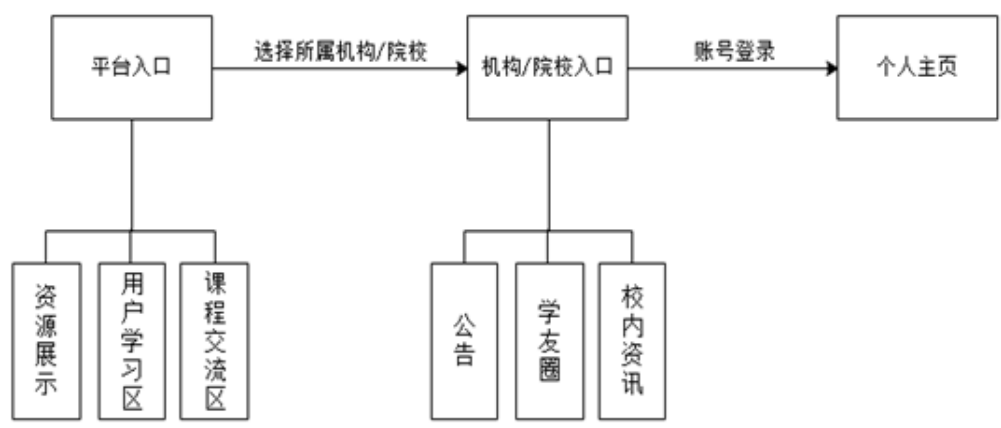 平台入口
选择所属机构/院校
机构/院校入口
账号登录
个人主页
资源展示
用户学习区
课程交流区
公告
学友圈
校内资讯